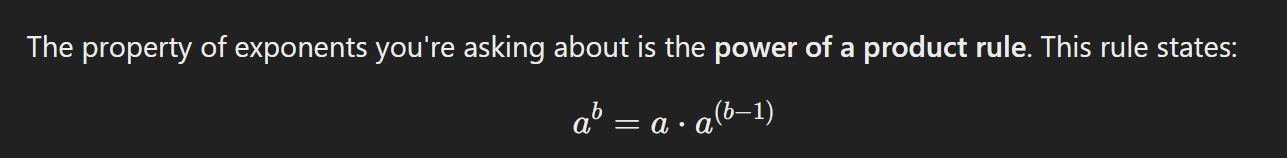 The property of exponents you're asking about is the power of a product rule. This rule states:
a^b = a · a^(b−1)